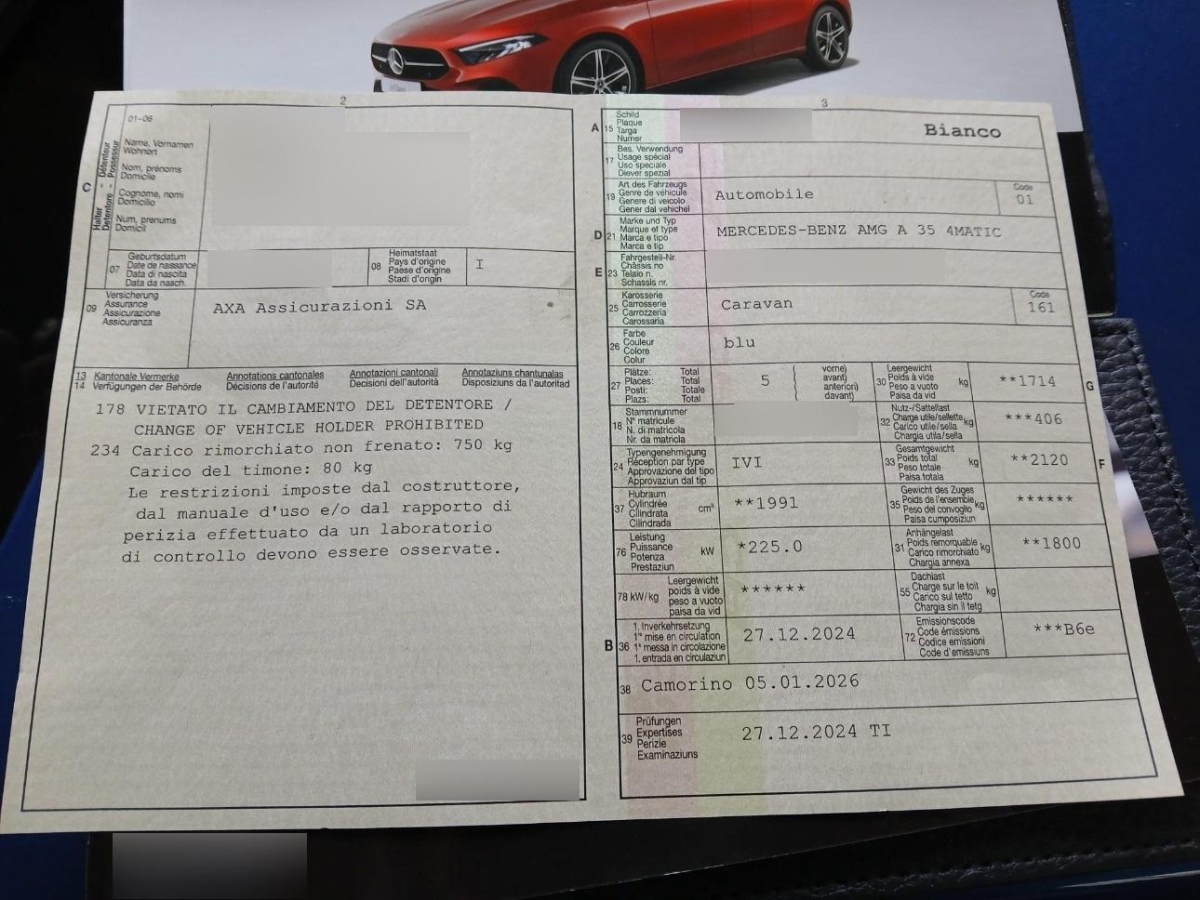 2
01-06
C
Halter - Détenteur
Detentore - Possessur
Name, Vornamen
Wohnort
Nom, prénoms
Domicile
Cognome, nomi
Domicilio
Num, prenums
Domicil
07
Geburtsdatum
Date de naissance
Data di nascita
Data da nasch.
08
Heimatstaat
Pays d'origine
Paese d'origine
Stadi d'origin
I
09
Versicherung
Assurance
Assicurazione
Assicuranza
AXA Assicurazioni SA
13 Kantonale Vermerke Annotations cantonales Annotazioni cantonali Annotaziuns chantunalas
14 Verfügungen der Behörde Décisions de l'autorité Decisioni dell'autorità Disposiziuns da l'autoritad
178 VIETATO IL CAMBIAMENTO DEL DETENTORE /
CHANGE OF VEHICLE HOLDER PROHIBITED
234 Carico rimorchiato non frenato: 750 kg
Carico del timone: 80 kg
Le restrizioni imposte dal costruttore,
dal manuale d'uso e/o dal rapporto di
perizia effettuato da un laboratorio
di controllo devono essere osservate.
3
A
15
Schild
Plaque
Targa
Numer
Bianco
17
Bes. Verwendung
Usage spécial
Uso speciale
Diever spezial
19
Art des Fahrzeugs
Genre de véhicule
Genere di veicolo
Gener dal vehichel
Automobile
Code
01
D
21
Marke und Typ
Marque et type
Marca e tipo
Marca e tip
MERCEDES-BENZ AMG A 35 4MATIC
E
23
Fahrgestell-Nr.
Châssis no
Telaio n.
Schassis nr.
25
Karosserie
Carrosserie
Carrozzeria
Carossaria
Caravan
Code
161
26
Farbe
Couleur
Colore
Colur
blu
27
Plätze: Total
Places: Total
Posti: Totale
Plazs: Total
5
vorne)
avant)
anteriori)
davant)
30
Leergewicht
Poids à vide
Peso a vuoto
Paisa da vid
kg
**1714
G
18
Stammnummer
N° matricule
N. di matricola
Nr. da matricla
32
Nutz-/Sattellast
Charge utile/sellette
Carico utile/sella
Chargia utila/sella
kg
***406
24
Typengenehmigung
Réception par type
Approvazione del tipo
Approvaziun dal tip
IVI
33
Gesamtgewicht
Poids total
Peso totale
Paisa totala
kg
**2120
F
37
Hubraum
Cylindrée
Cilindrata
Cilindrada
cm³
**1991
35
Gewicht des Zuges
Poids de l'ensemble
Peso del convoglio
Paisa cumposiziun
kg
******
76
Leistung
Puissance
Potenza
Prestaziun
kW
*225.0
31
Anhängelast
Poids remorquable
Carico rimorchiato
Chargia annexa
kg
**1800
78 kW/kg
Leergewicht
poids à vide
peso a vuoto
paisa da vid
******
55
Dachlast
Charge sur le toit
Carico sul tetto
Chargia sin il tetg
kg
B
36
1. Inverkehrsetzung
1re mise en circulation
1a messa in circolazione
1. entrada en circulaziun
27.12.2024
72
Emissionscode
Code émissions
Codice emissioni
Code d'emissiuns
***B6e
38
Camorino 05.01.2026
39
Prüfungen
Expertises
Perizie
Examinaziuns
27.12.2024 TI